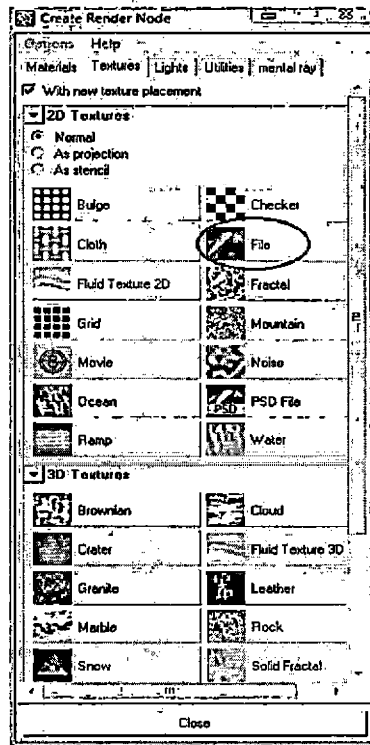 Create Render Node
Options Help
Materials Textures Lights Utilities mental ray
With new texture placement
2D Textures
Normal
As projection
As stencil
Bulge Checker
Cloth File
Fluid Texture 2D Fractal
Grid Mountain
Movie Noise
Ocean PSD PSD File
Ramp Water
3D Textures
Brownian Cloud
Crater Fluid Texture 3D
Granite Leather
Marble Rock
Snow Solid Fractal
Close